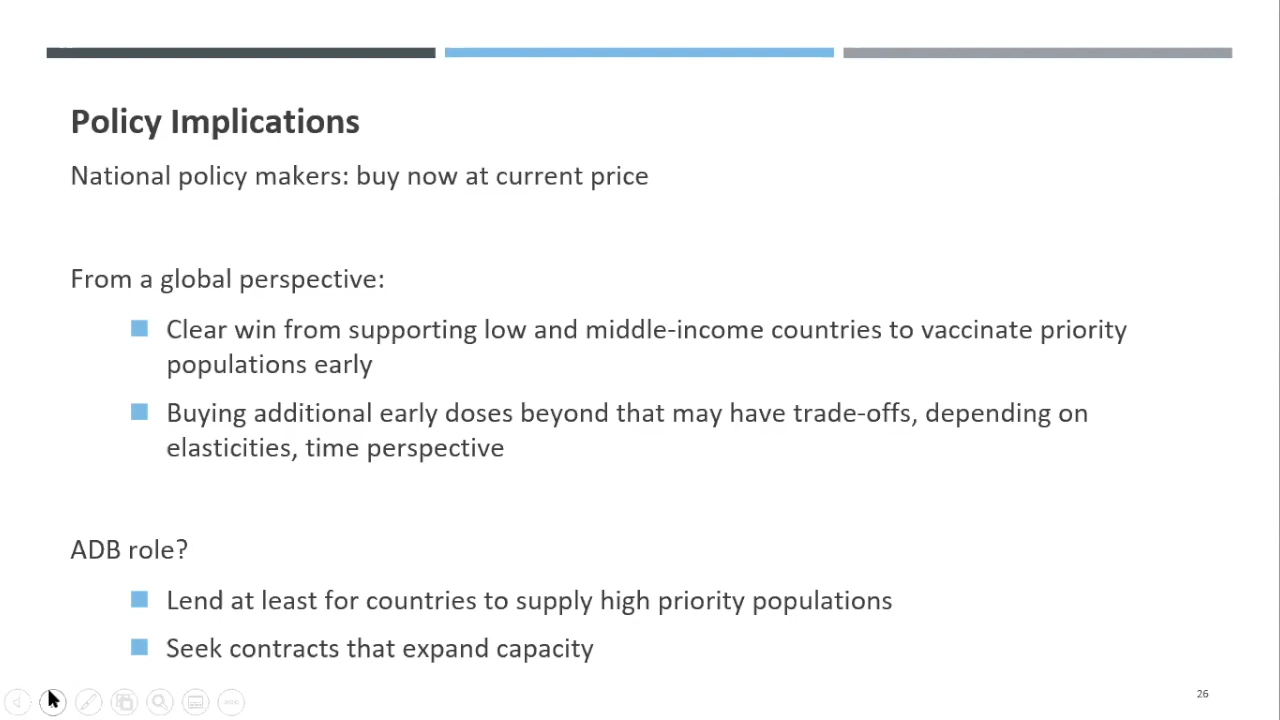 Policy Implications
National policy makers: buy now at current price
From a global perspective:
Clear win from supporting low and middle-income countries to vaccinate priority
populations early
Buying additional early doses beyond that may have trade-offs, depending on
elasticities, time perspective
ADB role?
Lend at least for countries to supply high priority populations
Seek contracts that expand capacity
26